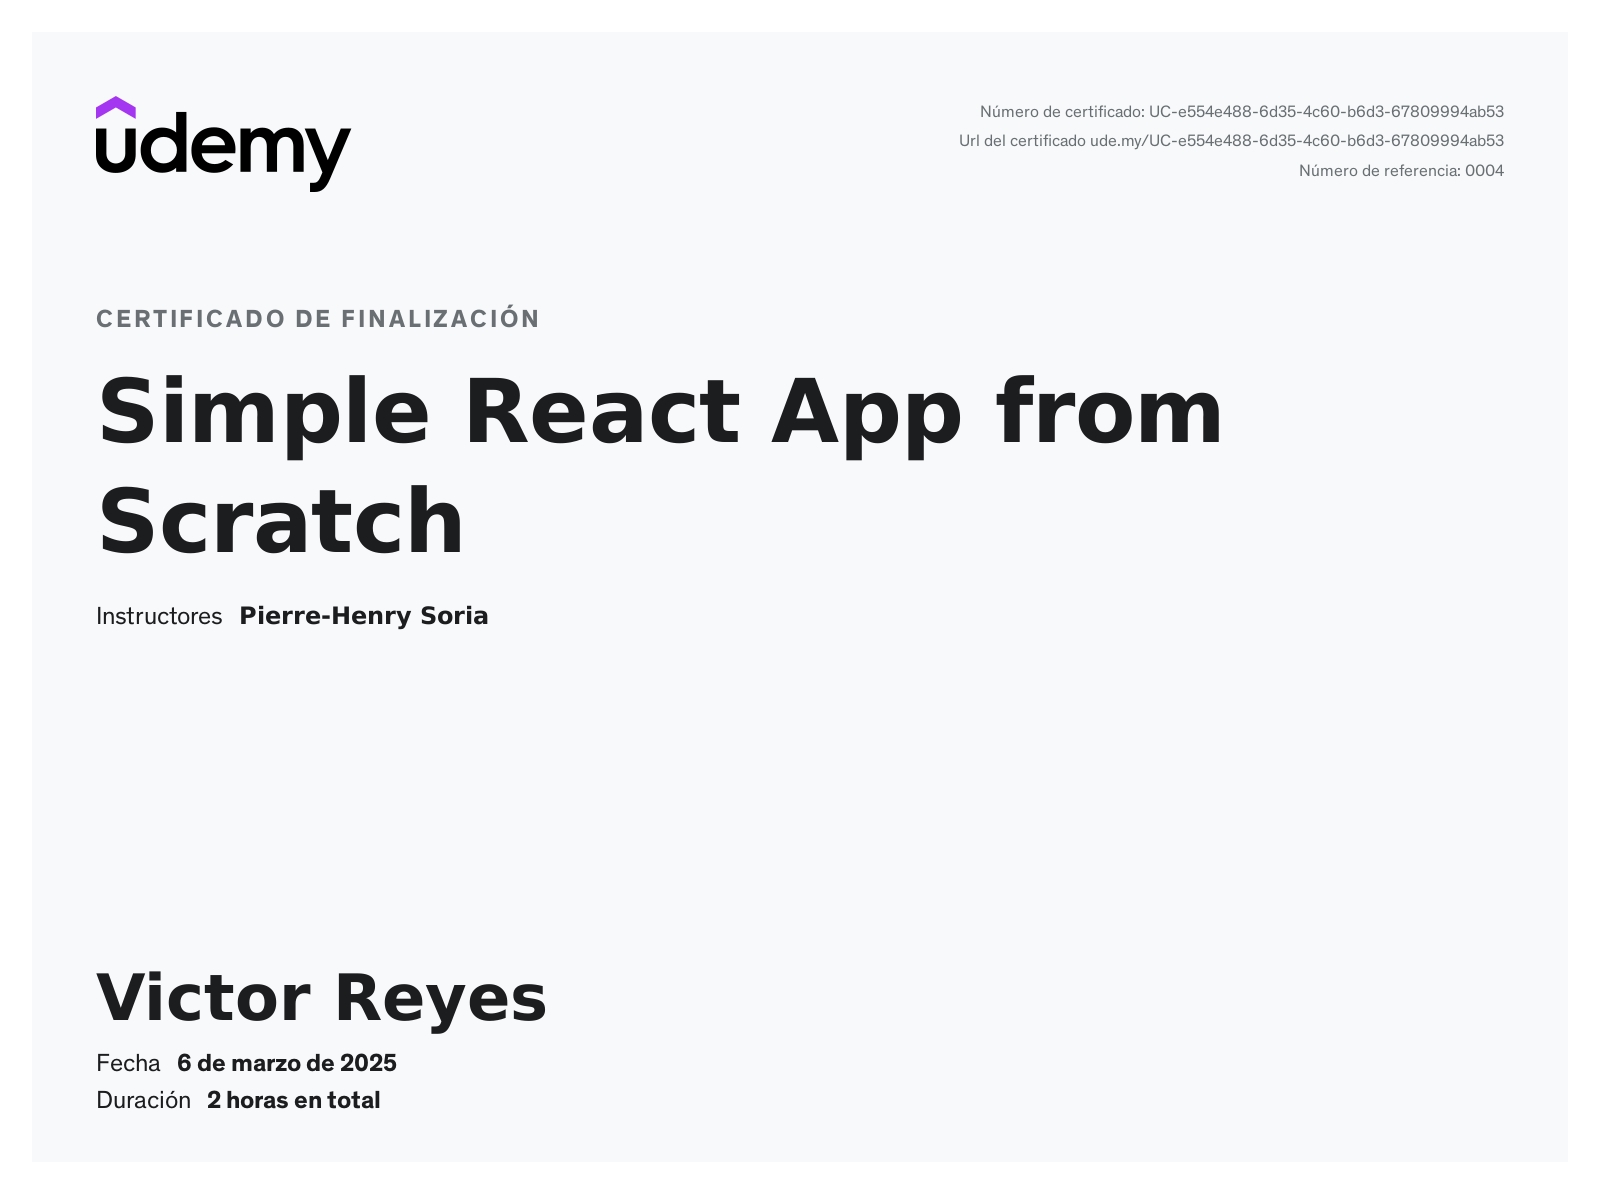 udemy
Número de certificado: UC-e554e488-6d35-4c60-b6d3-67809994ab53
Url del certificado ude.my/UC-e554e488-6d35-4c60-b6d3-67809994ab53
Número de referencia: 0004
CERTIFICADO DE FINALIZACIÓN
Simple React App from
Scratch
Instructores Pierre-Henry Soria
Victor Reyes
Fecha 6 de marzo de 2025
Duración 2 horas en total